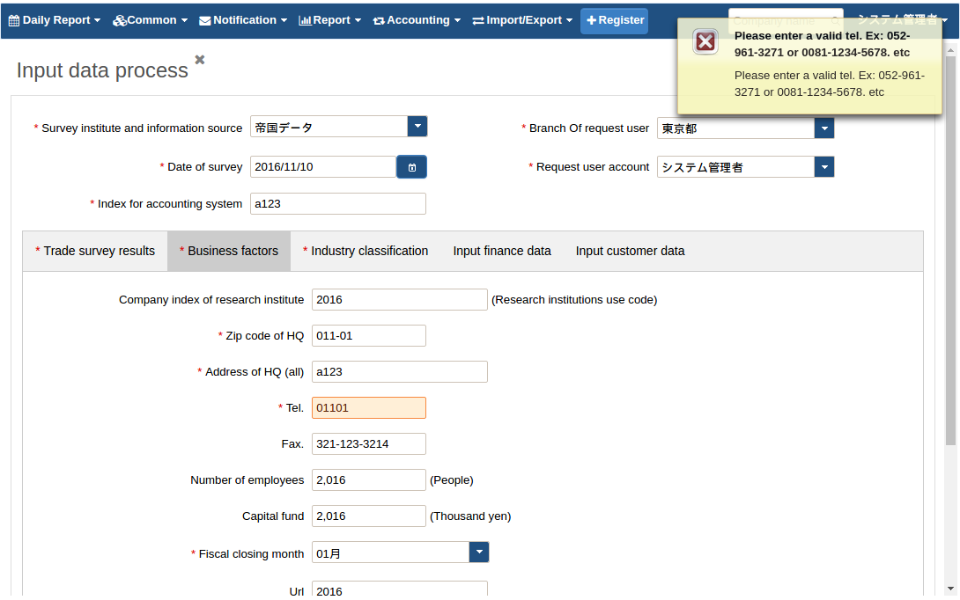 Daily Report Common Notification Report Accounting Import/Export Register システム管理者
Please enter a valid tel. Ex: 052-
961-3271 or 0081-1234-5678. etc
Please enter a valid tel. Ex: 052-961-
3271 or 0081-1234-5678. etc
Input data process
* Survey institute and information source 帝国データ
* Branch Of request user 東京都
* Date of survey 2016/11/10
* Request user account システム管理者
* Index for accounting system a123
* Trade survey results * Business factors * Industry classification Input finance data Input customer data
Company index of research institute 2016 (Research institutions use code)
* Zip code of HQ 011-01
* Address of HQ (all) a123
* Tel. 01101
Fax. 321-123-3214
Number of employees 2,016 (People)
Capital fund 2,016 (Thousand yen)
* Fiscal closing month 01月
Url 2016